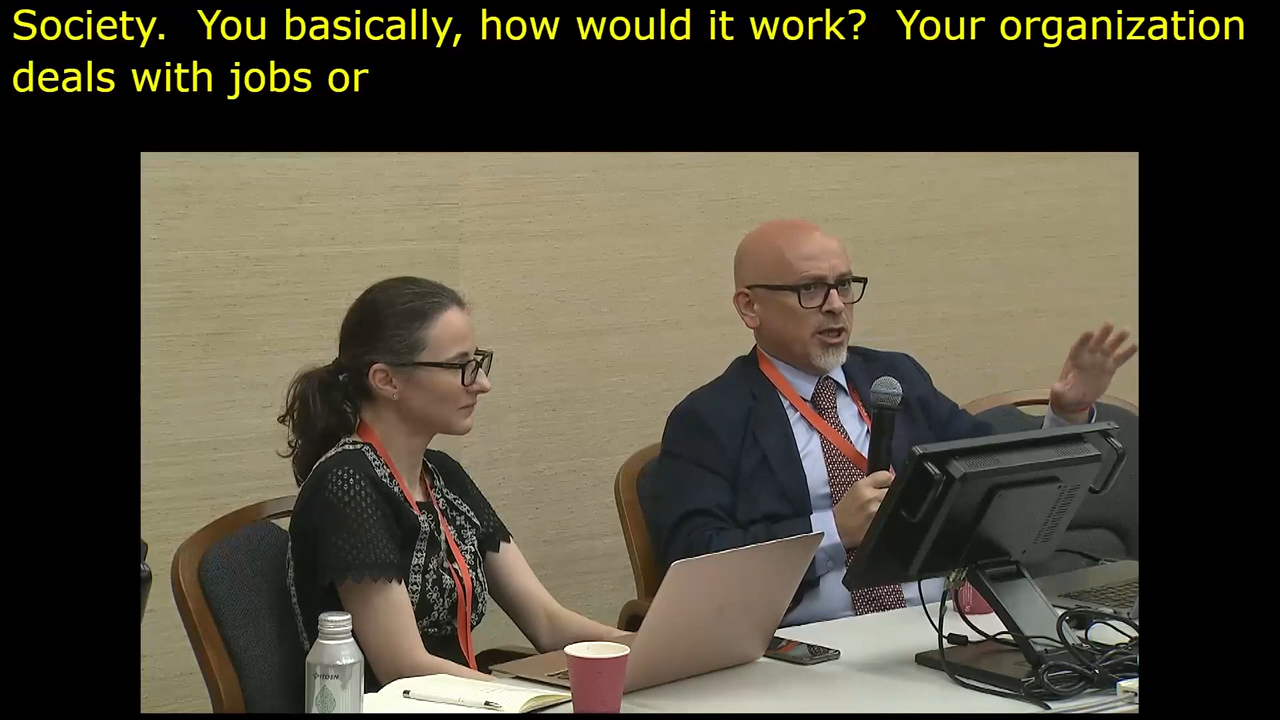 Society.  You basically, how would it work?  Your organization
deals with jobs or